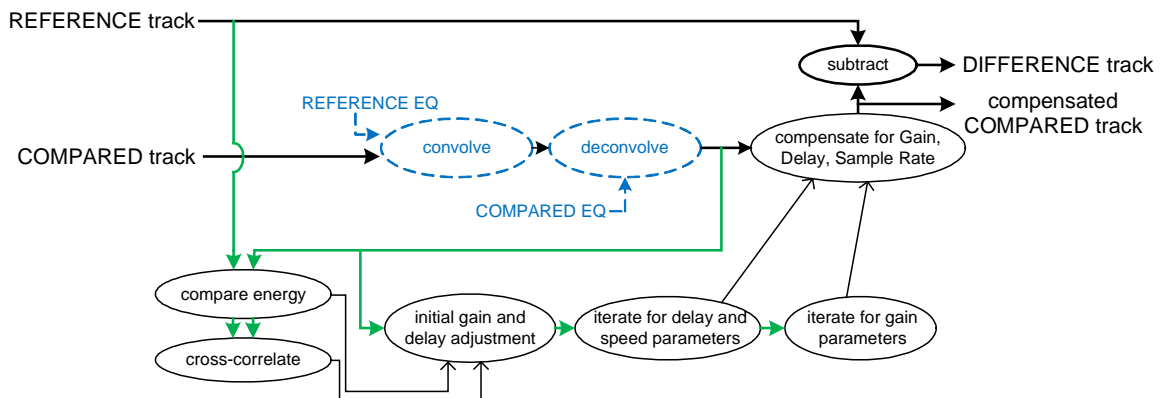 REFERENCE track
subtract
DIFFERENCE track
REFERENCE EQ
compensated
COMPARED track
COMPARED track
convolve
deconvolve
compensate for Gain,
Delay, Sample Rate
COMPARED EQ
compare energy
initial gain and
delay adjustment
iterate for delay and
speed parameters
iterate for gain
parameters
cross-correlate